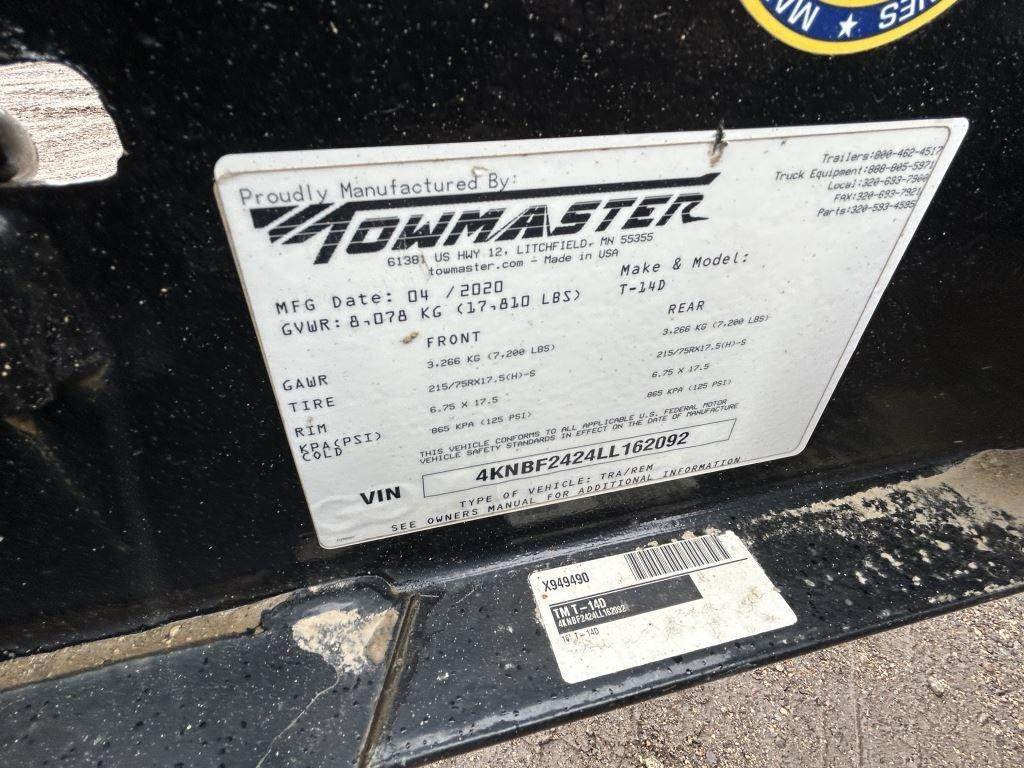 Proudly Manufactured By:
TOWMASTER
61381 US HWY 12, LITCHFIELD, MN 55355
towmaster.com - Made in USA
Trailers:800-462-4517
Truck Equipment:888-805-5971
Local:320-693-7900
FAX:320-693-7921
Parts:320-593-4595
MFG Date: 04 /2020
Make & Model:
GVWR: 8,078 KG (17,810 LBS)
T-14D
FRONT REAR
GAWR 3,266 KG (7,200 LBS) 3,266 KG (7,200 LBS)
TIRE 215/75RX17.5(H)-S 215/75RX17.5(H)-S
RIM 6.75 X 17.5 6.75 X 17.5
KPA(PSI) 865 KPA (125 PSI) 865 KPA (125 PSI)
COLD
THIS VEHICLE CONFORMS TO ALL APPLICABLE U.S. FEDERAL MOTOR
VEHICLE SAFETY STANDARDS IN EFFECT ON THE DATE OF MANUFACTURE
VIN 4KNBF2424LL162092
TYPE OF VEHICLE: TRA/REM
SEE OWNERS MANUAL FOR ADDITIONAL INFORMATION
X949490
TM T-14D
4KNBF2424LL162092
16' T-14D